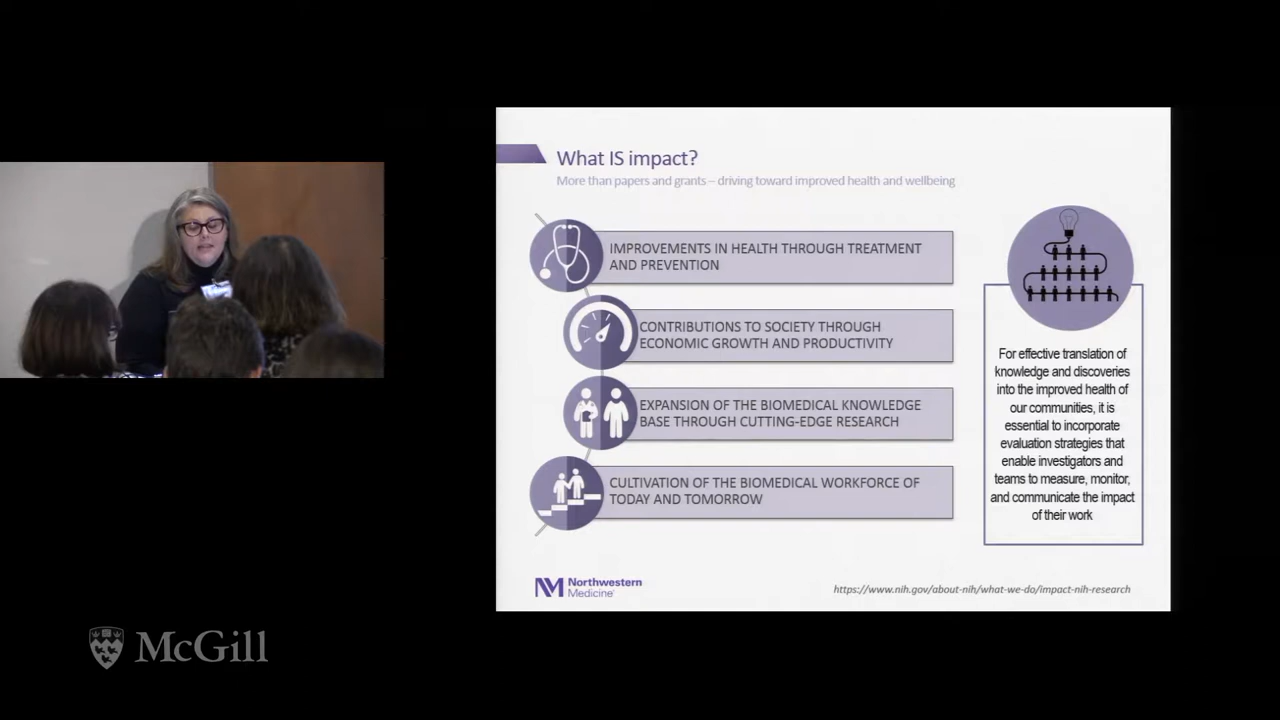 What IS impact?
More than papers and grants – driving toward improved health and wellbeing
IMPROVEMENTS IN HEALTH THROUGH TREATMENT
AND PREVENTION
CONTRIBUTIONS TO SOCIETY THROUGH
ECONOMIC GROWTH AND PRODUCTIVITY
EXPANSION OF THE BIOMEDICAL KNOWLEDGE
BASE THROUGH CUTTING-EDGE RESEARCH
CULTIVATION OF THE BIOMEDICAL WORKFORCE OF
TODAY AND TOMORROW
For effective translation of
knowledge and discoveries
into the improved health of
our communities, it is
essential to incorporate
evaluation strategies that
enable investigators and
teams to measure, monitor,
and communicate the impact
of their work
NM Northwestern
Medicine
https://www.nih.gov/about-nih/what-we-do/impact-nih-research
McGill